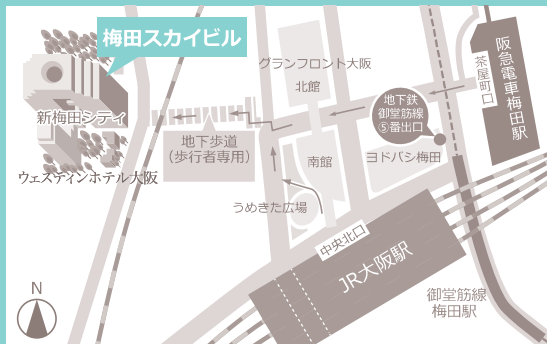 梅田スカイビル
新梅田シティ
ウェスティンホテル大阪
地下歩道
（歩行者専用）
グランフロント大阪
北館
南館
うめきた広場
地下鉄
御堂筋線
⑤番出口
ヨドバシ梅田
茶屋町口
阪急電車梅田駅
中央北口
JR大阪駅
御堂筋線
梅田駅
N